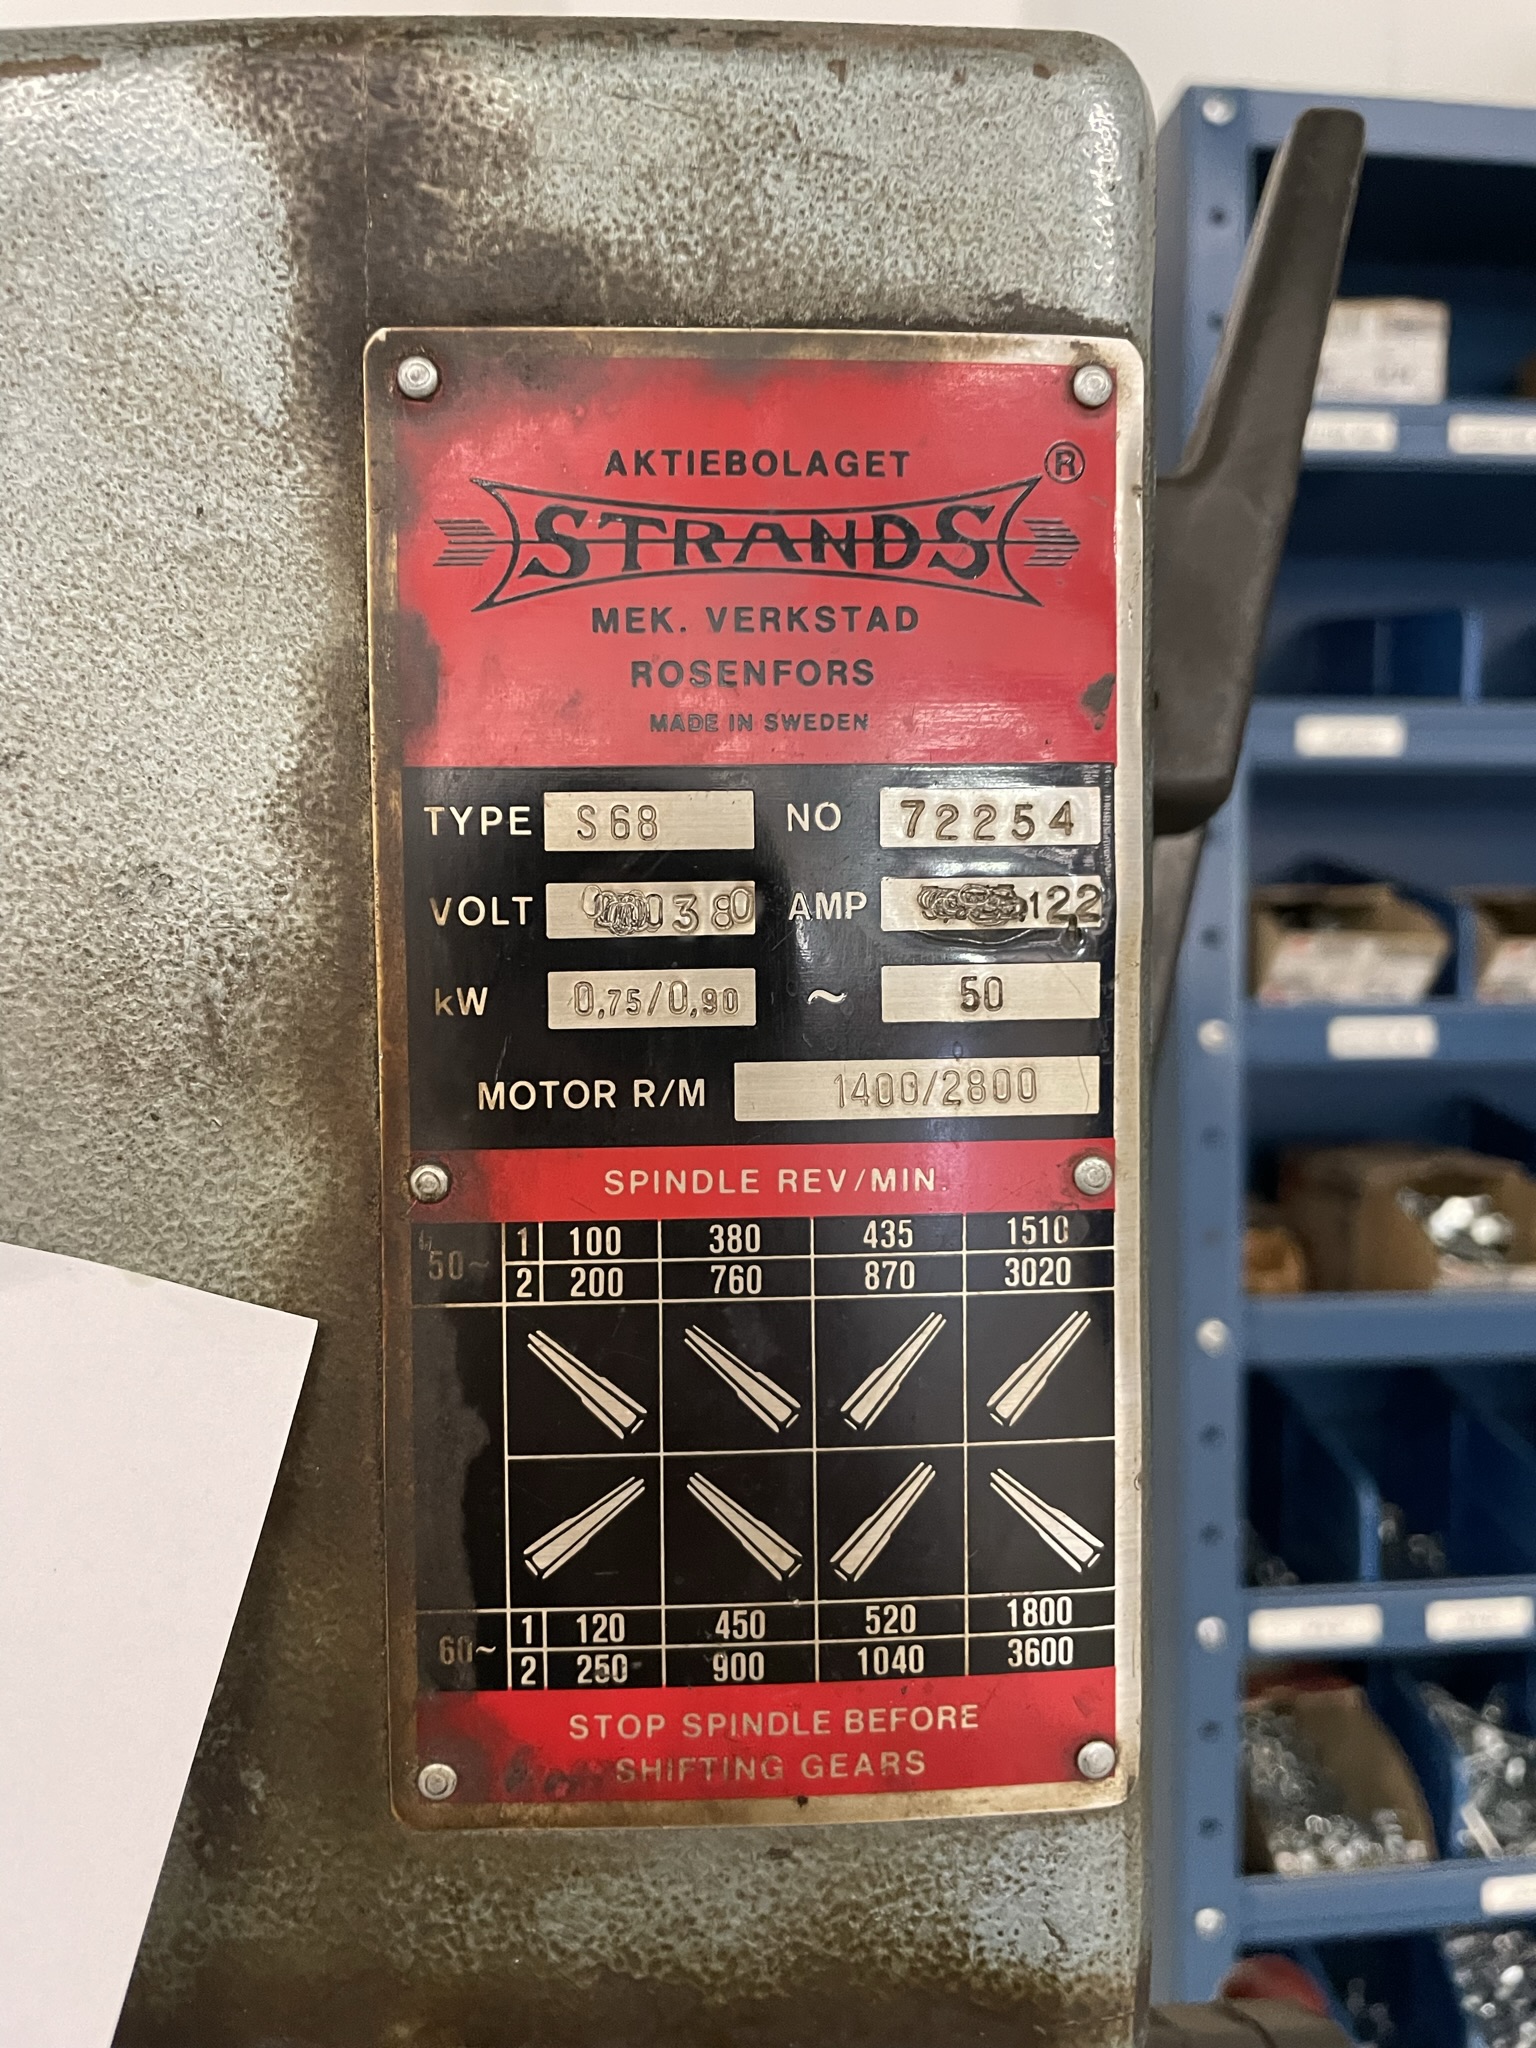 AKTIEBOLAGET ®
STRANDS
MEK. VERKSTAD
ROSENFORS
MADE IN SWEDEN
TYPE S68 NO 72254
VOLT 380 AMP
kW 0,75/0,90 ~ 50
MOTOR R/M 1400/2800
SPINDLE REV/MIN.
50~ 1 100 380 435 1510
2 200 760 870 3020
60~ 1 120 450 520 1800
2 250 900 1040 3600
STOP SPINDLE BEFORE
SHIFTING GEARS